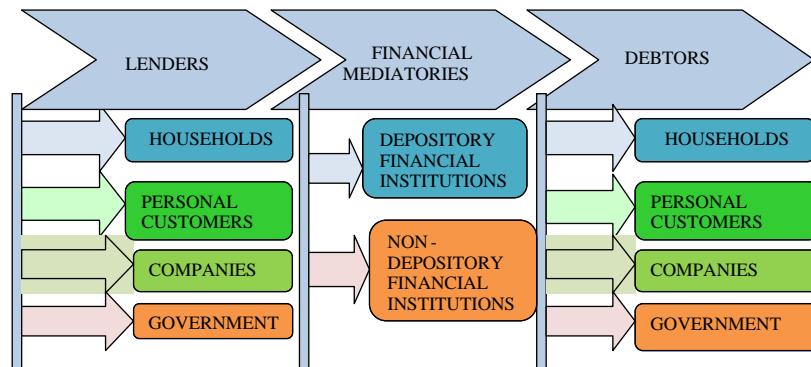 LENDERS
FINANCIAL
MEDIATORIES
DEBTORS
HOUSEHOLDS
PERSONAL
CUSTOMERS
COMPANIES
GOVERNMENT
DEPOSITORY
FINANCIAL
INSTITUTIONS
NON-
DEPOSITORY
FINANCIAL
INSTITUTIONS
HOUSEHOLDS
PERSONAL
CUSTOMERS
COMPANIES
GOVERNMENT